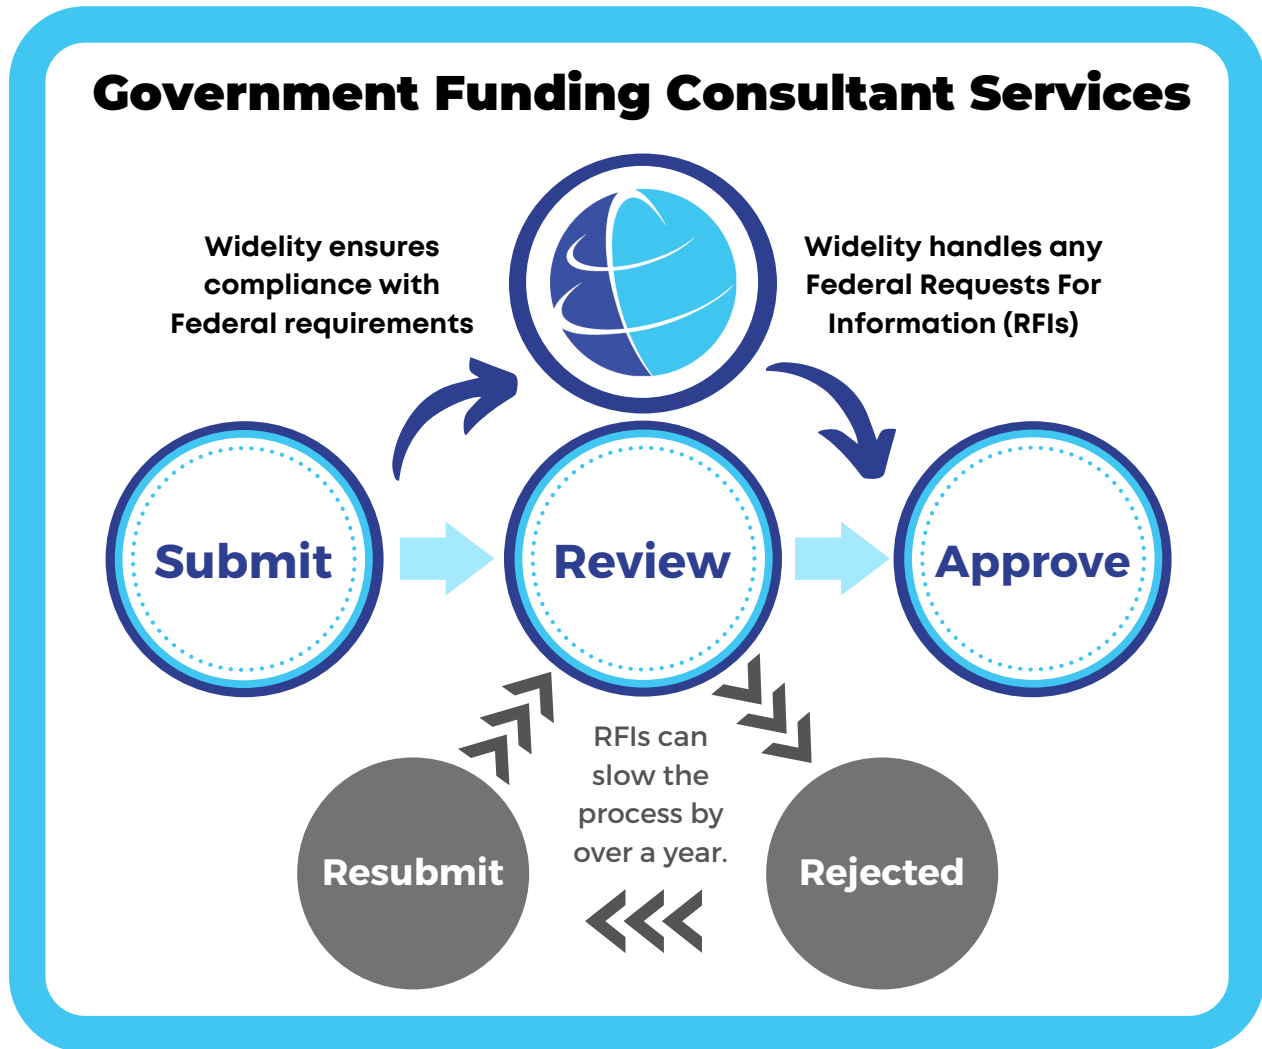 Government Funding Consultant Services
Widelity ensures
compliance with
Federal requirements
Widelity handles any
Federal Requests For
Information (RFIs)
Submit
Review
Approve
RFIs can
slow the
process by
over a year.
Resubmit
Rejected